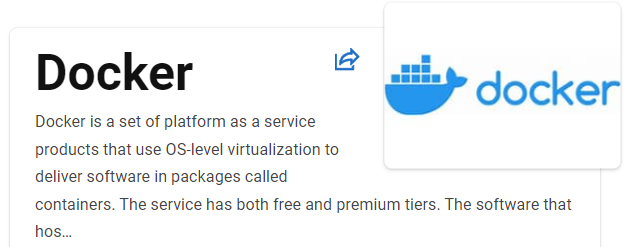 Docker
docker
Docker is a set of platform as a service
products that use OS-level virtualization to
deliver software in packages called
containers. The service has both free and premium tiers. The software that
hos...